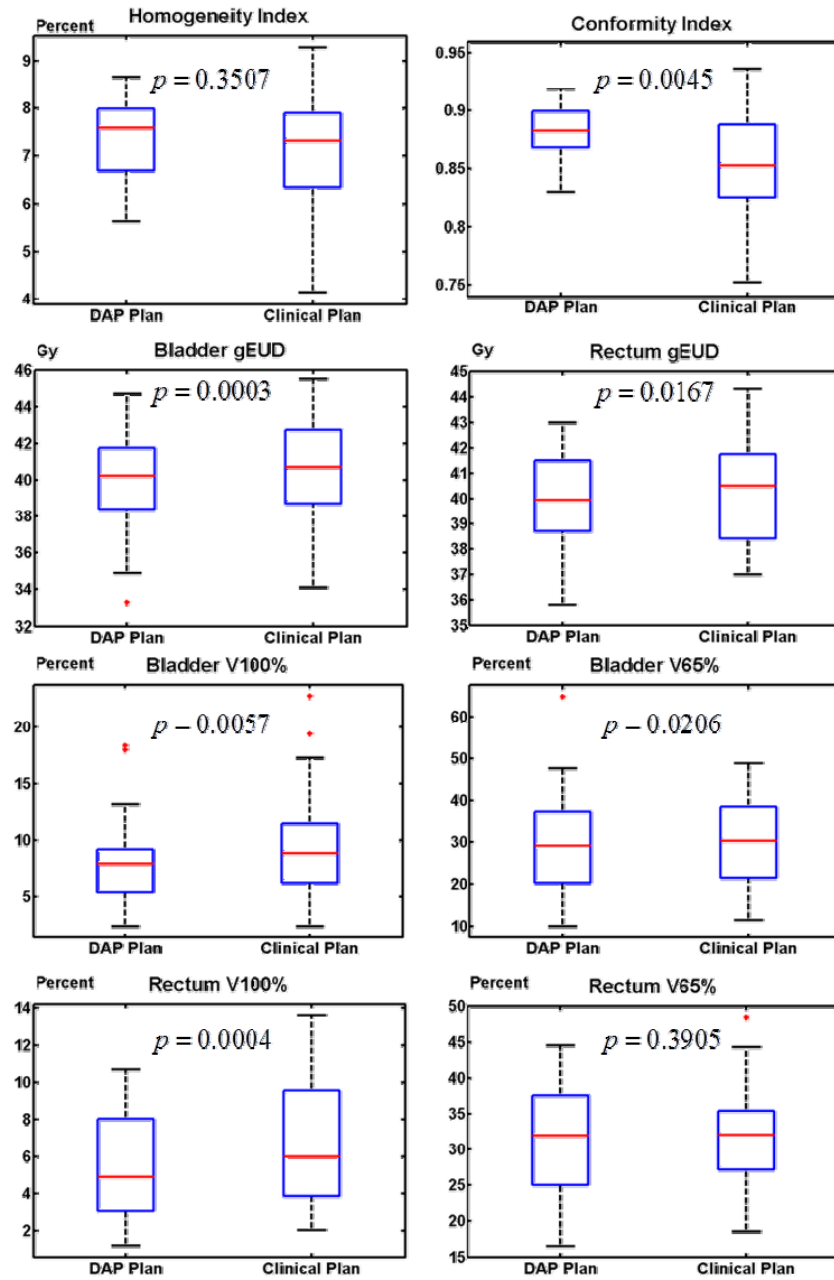 Percent Homogeneity Index
p = 0.3507
9
8
7
6
5
4
DAP Plan Clinical Plan
Conformity Index
p = 0.0045
0.95
0.9
0.85
0.8
0.75
DAP Plan Clinical Plan
Gy Bladder gEUD
p = 0.0003
46
44
42
40
38
36
34
32
DAP Plan Clinical Plan
Gy Rectum gEUD
p = 0.0167
45
44
43
42
41
40
39
38
37
36
35
DAP Plan Clinical Plan
Percent Bladder V100%
p – 0.0057
20
15
10
5
DAP Plan Clinical Plan
Percent Bladder V65%
p – 0.0206
60
50
40
30
20
10
DAP Plan Clinical Plan
Percent Rectum V100%
p = 0.0004
14
12
10
8
6
4
2
DAP Plan Clinical Plan
Percent Rectum V65%
p = 0.3905
50
45
40
35
30
25
20
15
DAP Plan Clinical Plan